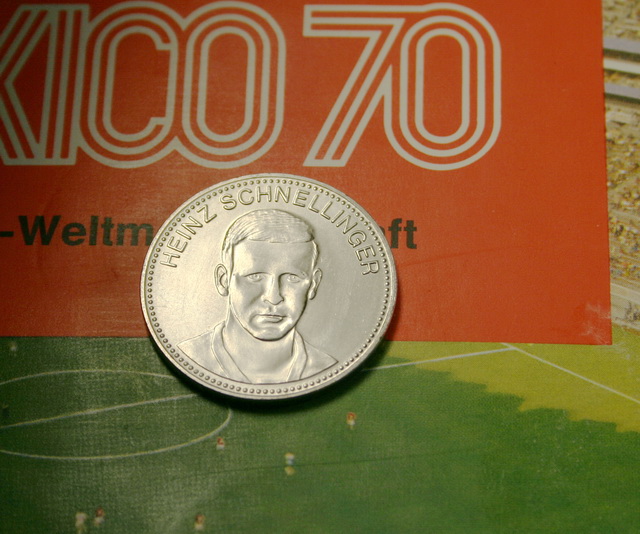 XICO 70
-Weltm ft
HEINZ SCHNELLINGER